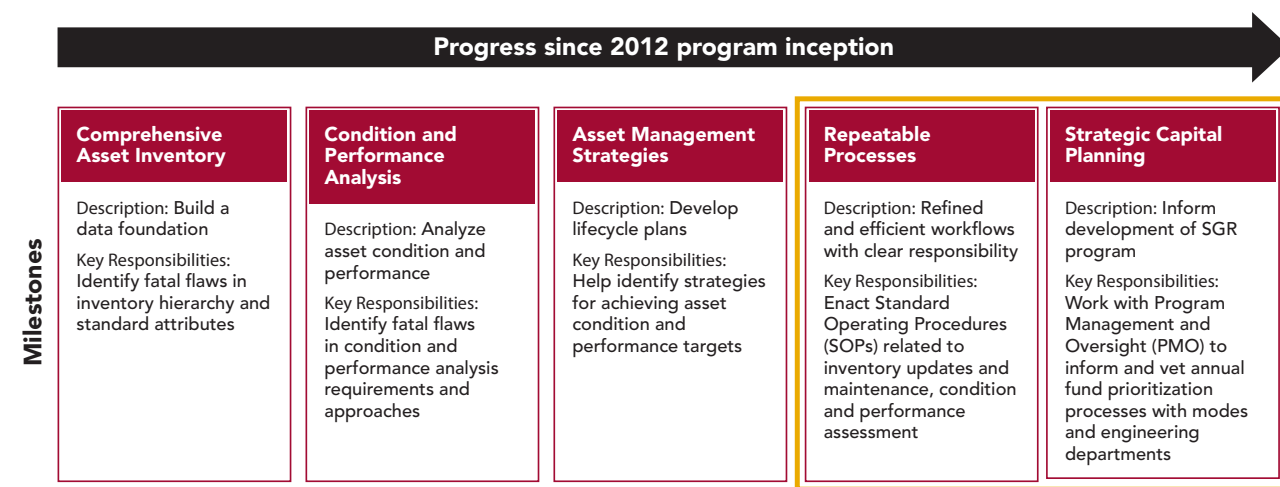 Progress since 2012 program inception
Milestones
Comprehensive
Asset Inventory
Description: Build a
data foundation
Key Responsibilities:
Identify fatal flaws in
inventory hierarchy and
standard attributes
Condition and
Performance
Analysis
Description: Analyze
asset condition and
performance
Key Responsibilities:
Identify fatal flaws
in condition and
performance analysis
requirements and
approaches
Asset Management
Strategies
Description: Develop
lifecycle plans
Key Responsibilities:
Help identify strategies
for achieving asset
condition and
performance targets
Repeatable
Processes
Description: Refined
and efficient workflows
with clear responsibility
Key Responsibilities:
Enact Standard
Operating Procedures
(SOPs) related to
inventory updates and
maintenance, condition
and performance
assessment
Strategic Capital
Planning
Description: Inform
development of SGR
program
Key Responsibilities:
Work with Program
Management and
Oversight (PMO) to
inform and vet annual
fund prioritization
processes with modes
and engineering
departments